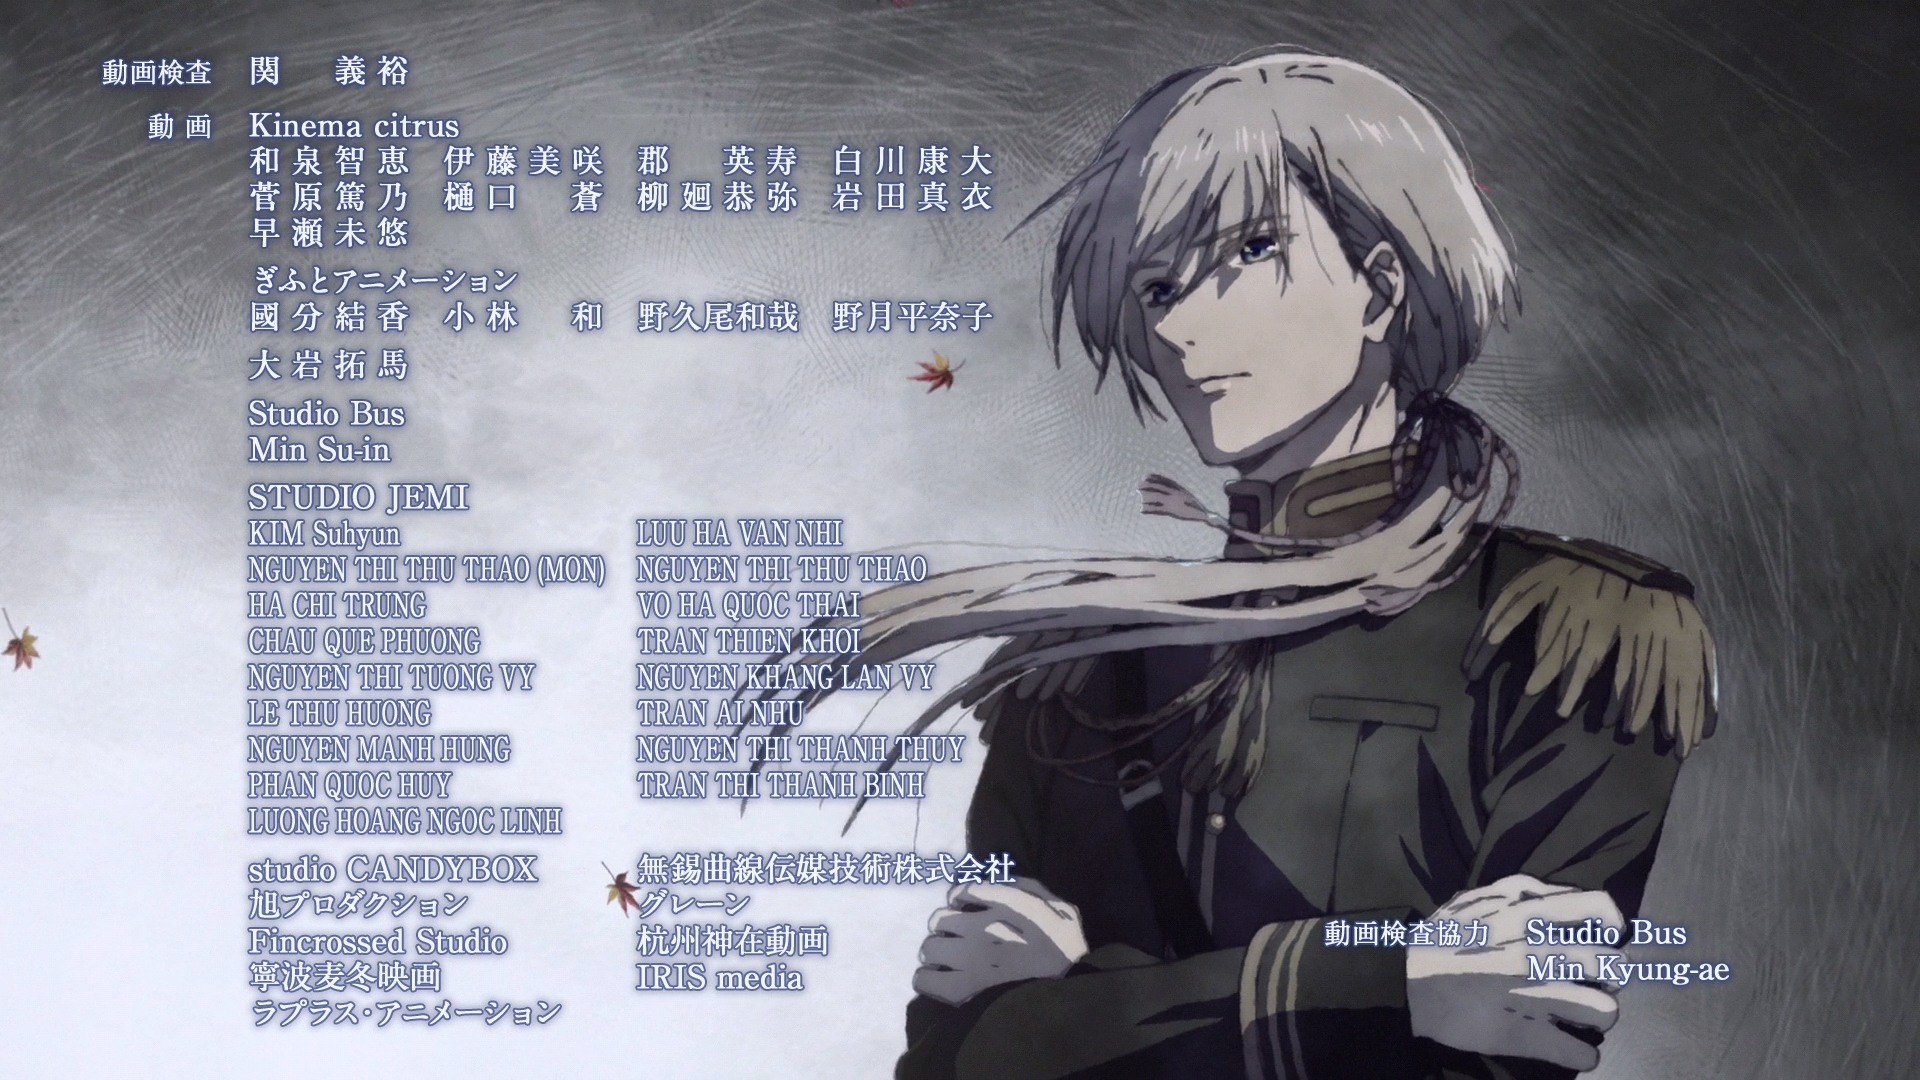 動画検査 関 義裕
動画 Kinema citrus
和泉智恵 伊藤美咲 郡 英寿 白川康大
菅原篤乃 樋口 蒼 柳廻恭弥 岩田真衣
早瀬未悠
ぎふとアニメーション
國分結香 小林 和 野久尾和哉 野月平奈子
大岩拓馬
Studio Bus
Min Su-in
STUDIO JEMI
KIM Suhyun LUU HA VAN NHI
NGUYEN THI THU THAO (MON) NGUYEN THI THU THAO
HA CHI TRUNG VO HA QUOC THAI
CHAU QUE PHUONG TRAN THIEN KHOI
NGUYEN THI TUONG VY NGUYEN KHANG LAN VY
LE THU HUONG TRAN AI NHU
NGUYEN MANH HUNG NGUYEN THI THANH THUY
PHAN QUOC HUY TRAN THI THANH BINH
LUONG HOANG NGOC LINH
studio CANDYBOX 無錫曲線伝媒技術株式会社
旭プロダクション グレーン
Fincrossed Studio 杭州神在動画
寧波麦冬映画 IRIS media
ラプラス・アニメーション
動画検査協力 Studio Bus
Min Kyung-ae